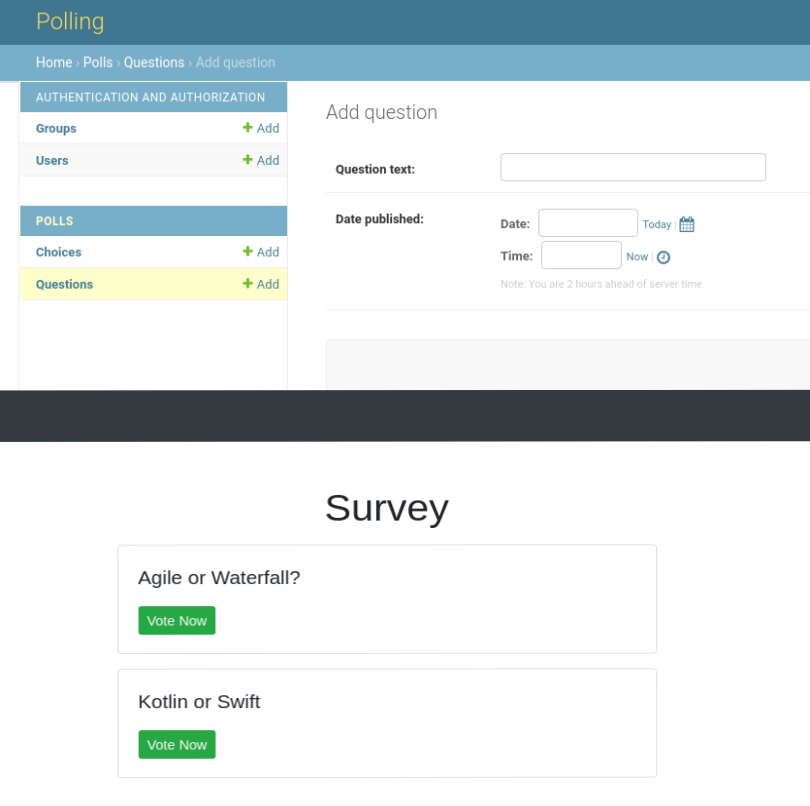 Polling
Home › Polls › Questions › Add question
AUTHENTICATION AND AUTHORIZATION
Groups + Add
Users + Add
POLLS
Choices + Add
Questions + Add
Add question
Question text:
Date published:
Date: Today |
Time: Now |
Note: You are 2 hours ahead of server time.
Survey
Agile or Waterfall?
Vote Now
Kotlin or Swift
Vote Now